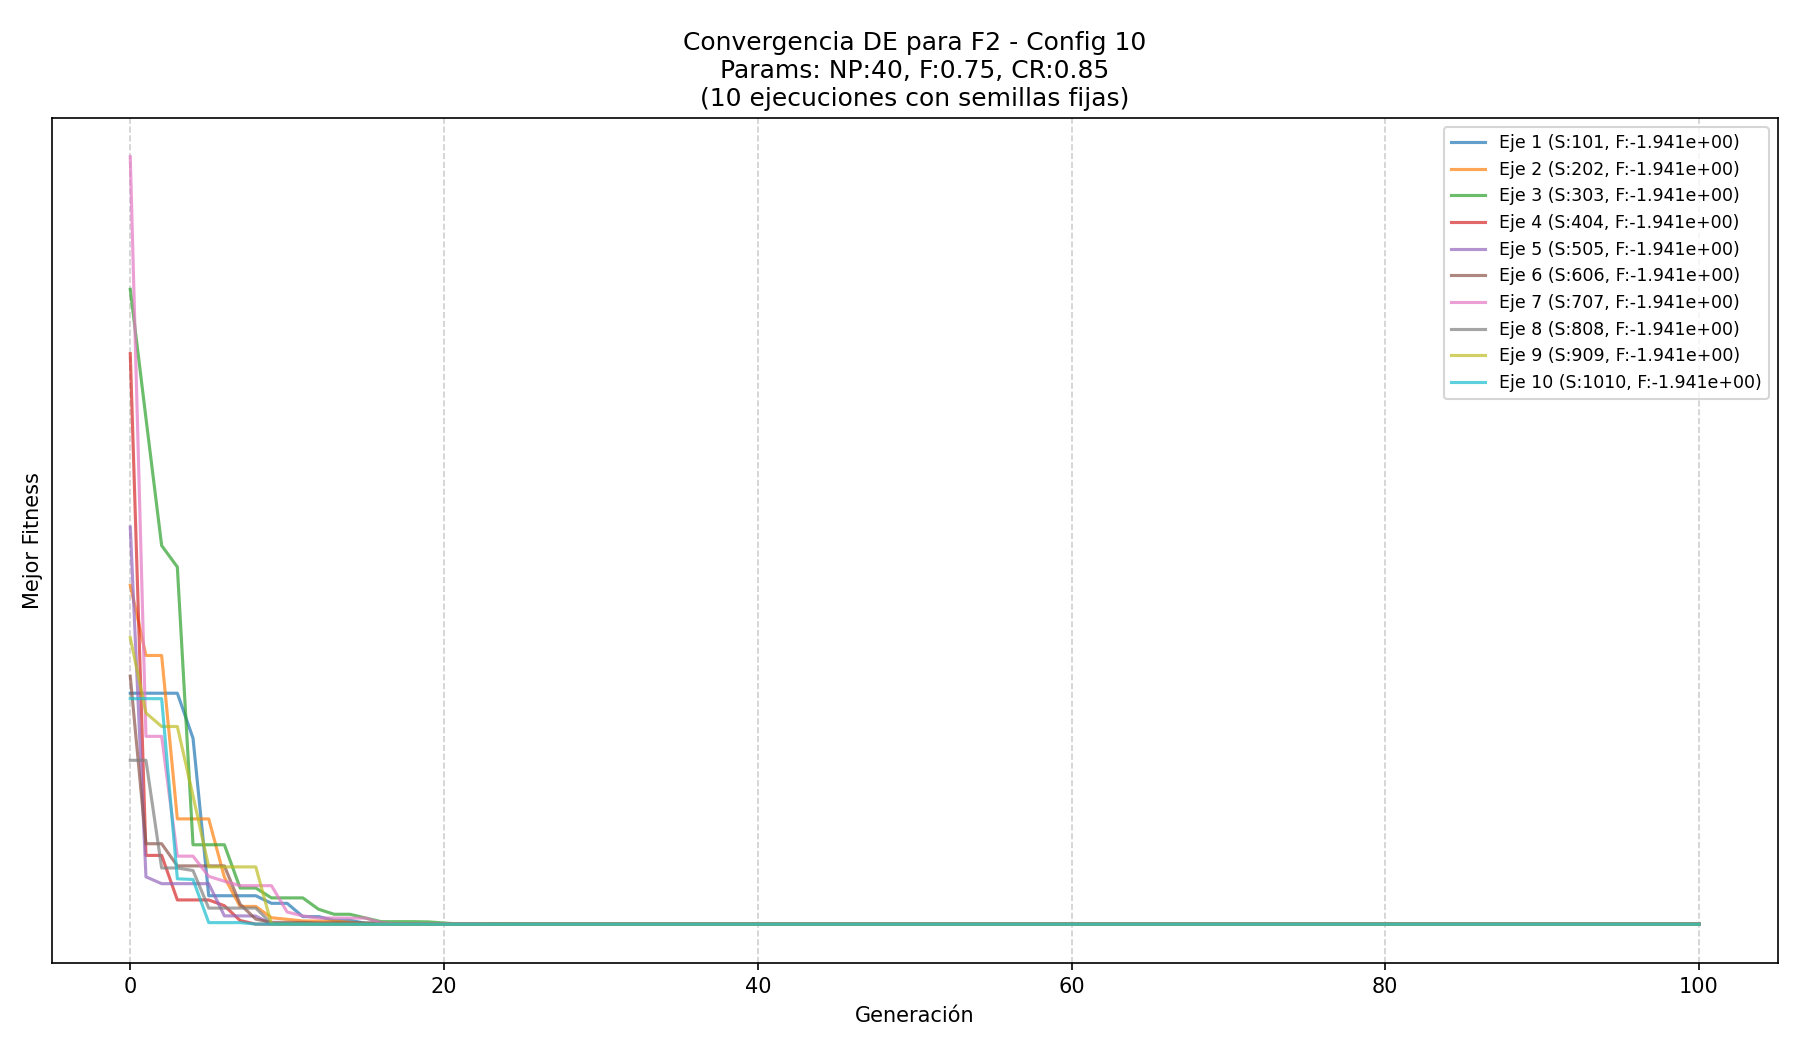 Convergencia DE para F2 - Config 10
Params: NP:40, F:0.75, CR:0.85
(10 ejecuciones con semillas fijas)
Eje 1 (S:101, F:-1.941e+00)
Eje 2 (S:202, F:-1.941e+00)
Eje 3 (S:303, F:-1.941e+00)
Eje 4 (S:404, F:-1.941e+00)
Eje 5 (S:505, F:-1.941e+00)
Eje 6 (S:606, F:-1.941e+00)
Eje 7 (S:707, F:-1.941e+00)
Eje 8 (S:808, F:-1.941e+00)
Eje 9 (S:909, F:-1.941e+00)
Eje 10 (S:1010, F:-1.941e+00)
Mejor Fitness
0 20 40 60 80 100
Generación